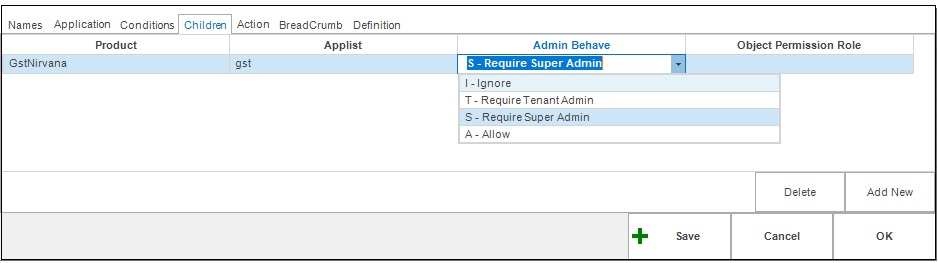 Names Application Conditions Children Action BreadCrumb Definition
Product Applist Admin Behave Object Permission Role
GstNirvana gst S - Require Super Admin
I - Ignore
T - Require Tenant Admin
S - Require Super Admin
A - Allow
Delete Add New
Save Cancel OK